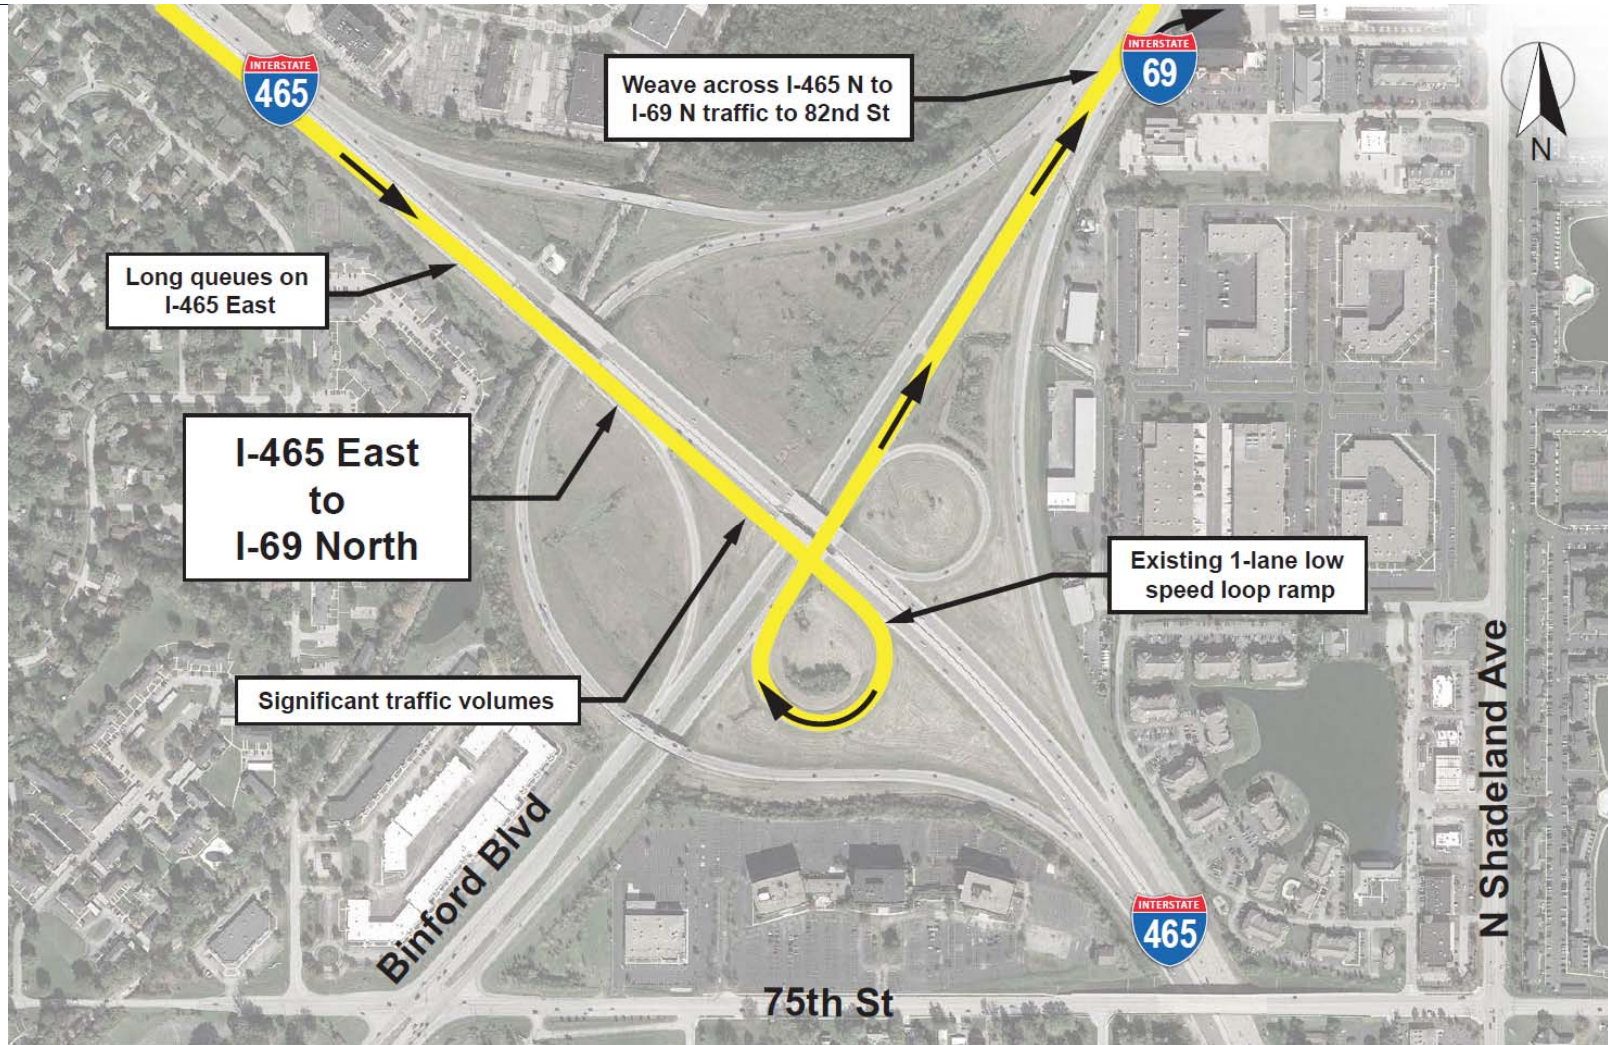 INTERSTATE
465
Weave across I-465 N to
I-69 N traffic to 82nd St
INTERSTATE
69
N
Long queues on
I-465 East
I-465 East
to
I-69 North
Existing 1-lane low
speed loop ramp
Significant traffic volumes
Binford Blvd
N Shadeland Ave
INTERSTATE
465
75th St